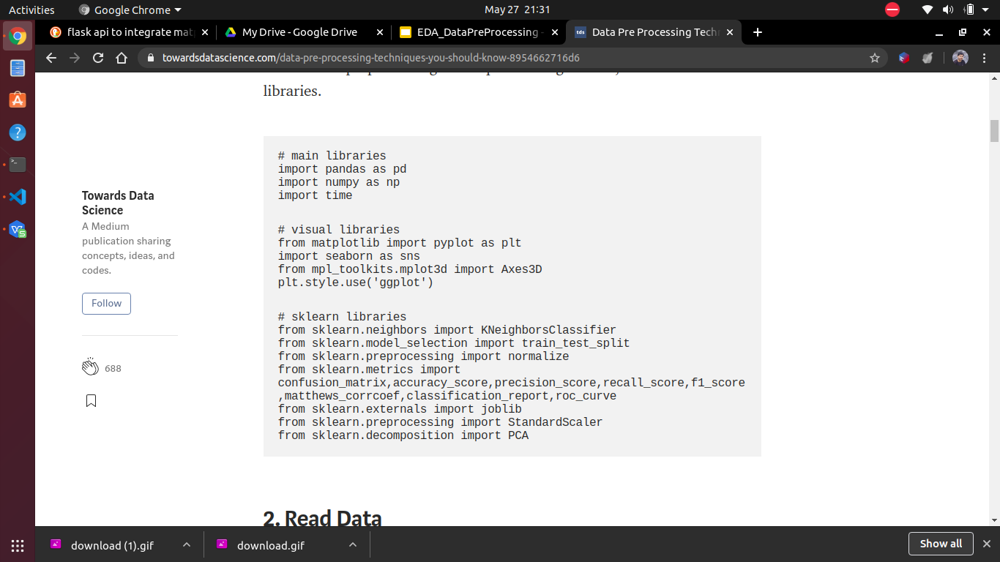 Activities
Google Chrome
May 27 21:31
flask api to integrate mat
My Drive - Google Drive
EDA_DataPreProcessing -
Data Pre Processing Tech
towardsdatascience.com/data-pre-processing-techniques-you-should-know-8954662716d6
libraries.
# main libraries
import pandas as pd
import numpy as np
import time
# visual libraries
from matplotlib import pyplot as plt
import seaborn as sns
from mpl_toolkits.mplot3d import Axes3D
plt.style.use('ggplot')
# sklearn libraries
from sklearn.neighbors import KNeighborsClassifier
from sklearn.model_selection import train_test_split
from sklearn.preprocessing import normalize
from sklearn.metrics import
confusion_matrix,accuracy_score,precision_score,recall_score,f1_score
,matthews_corrcoef,classification_report,roc_curve
from sklearn.externals import joblib
from sklearn.preprocessing import StandardScaler
from sklearn.decomposition import PCA
Towards Data
Science
A Medium
publication sharing
concepts, ideas, and
codes.
Follow
688
2. Read Data
download (1).gif
download.gif
Show all